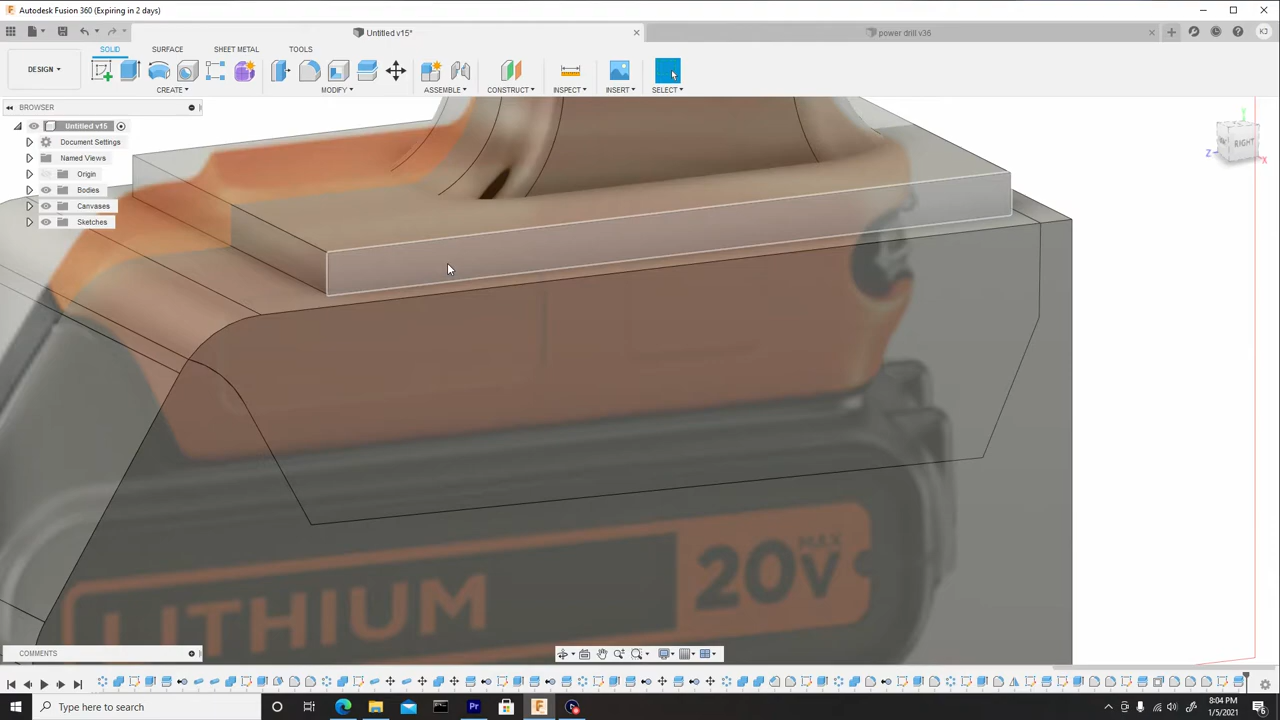 Autodesk Fusion 360 (Expiring in 2 days)
Untitled v15*
power drill v36
KJ
DESIGN
SOLID
SURFACE
SHEET METAL
TOOLS
CREATE
MODIFY
ASSEMBLE
CONSTRUCT
INSPECT
INSERT
SELECT
BROWSER
Untitled v15
Document Settings
Named Views
Origin
Bodies
Canvases
Sketches
RIGHT
Z
Y
X
LITHIUM
MAX
20V
COMMENTS
Type here to search
Pr
F
8:04 PM
1/5/2021